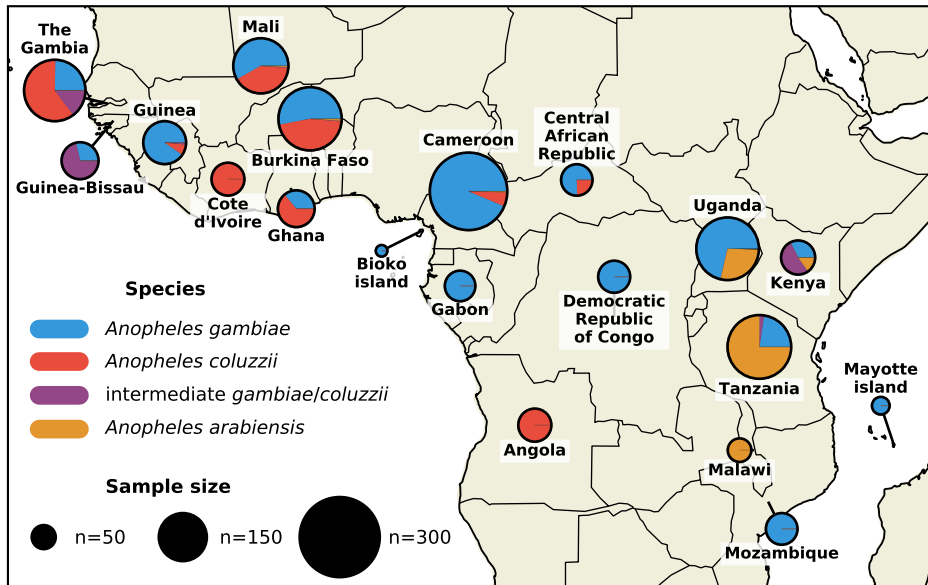 The
Gambia
Mali
Guinea
Burkina Faso
Guinea-Bissau
Cote
d'Ivoire
Ghana
Cameroon
Central
African
Republic
Uganda
Kenya
Bioko
island
Gabon
Democratic
Republic
of Congo
Tanzania
Mayotte
island
Angola
Malawi
Mozambique
Species
Anopheles gambiae
Anopheles coluzzii
intermediate gambiae/coluzzii
Anopheles arabiensis
Sample size
n=50
n=150
n=300